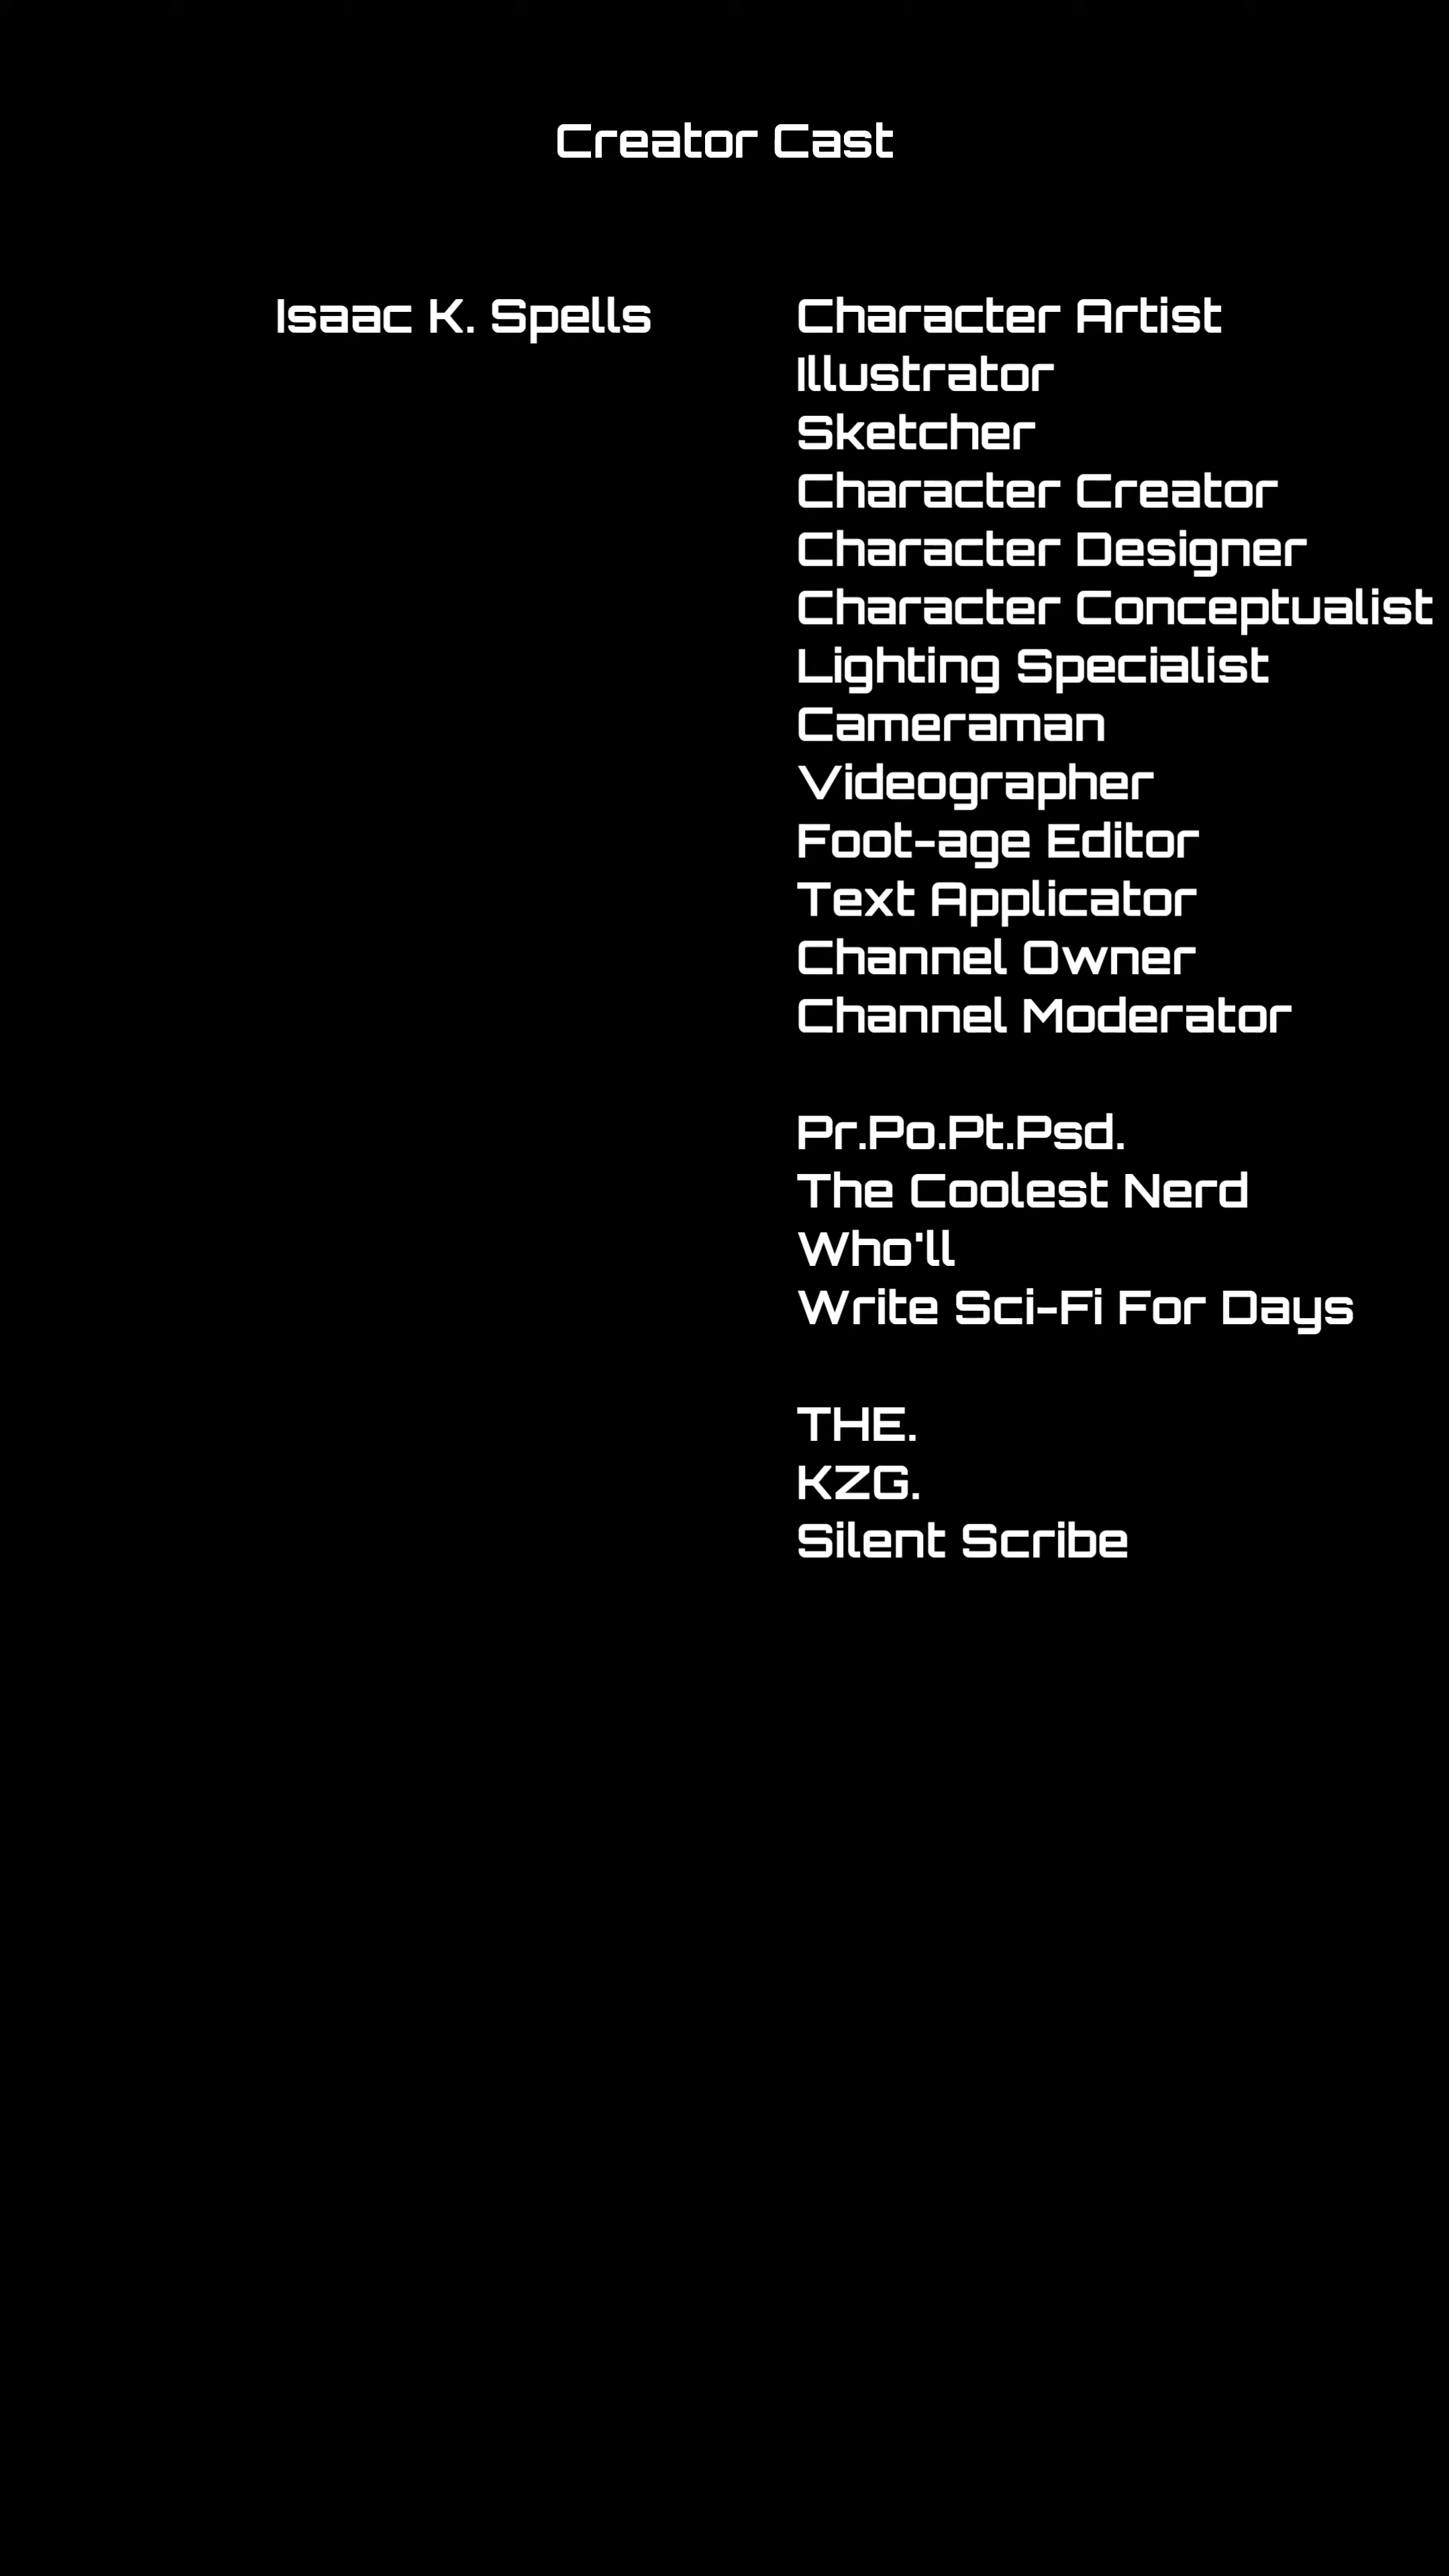 Creator Cast
Isaac K. Spells Character Artist
Illustrator
Sketcher
Character Creator
Character Designer
Character Conceptualist
Lighting Specialist
Cameraman
Videographer
Foot-age Editor
Text Applicator
Channel Owner
Channel Moderator
Pr.Po.Pt.Psd.
The Coolest Nerd
Who'll
Write Sci-Fi For Days
THE.
KZG.
Silent Scribe